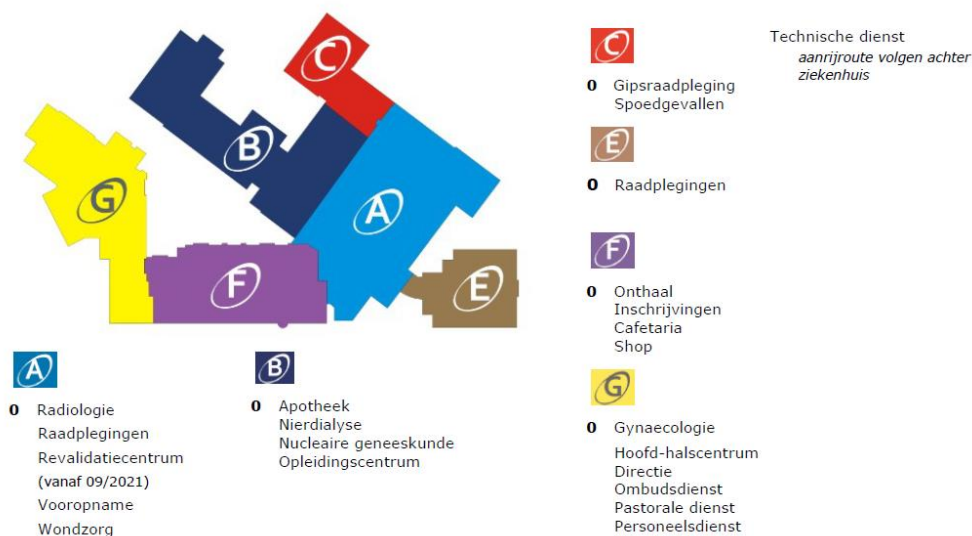 C
B
A
G
F
E
C
0 Gipsraadpleging
Spoedgevallen
Technische dienst
aanrijroute volgen achter
ziekenhuis
E
0 Raadplegingen
F
0 Onthaal
Inschrijvingen
Cafetaria
Shop
A
0 Radiologie
Raadplegingen
Revalidatiecentrum
(vanaf 09/2021)
Vooropname
Wondzorg
B
0 Apotheek
Nierdialyse
Nucleaire geneeskunde
Opleidingscentrum
G
0 Gynaecologie
Hoofd-halscentrum
Directie
Ombudsdienst
Pastorale dienst
Personeelsdienst